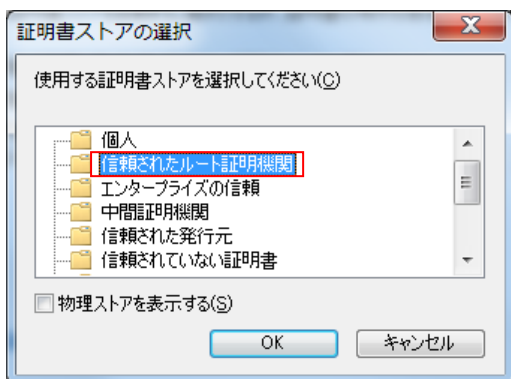 証明書ストアの選択
使用する証明書ストアを選択してください(C)
個人
信頼されたルート証明機関
エンタープライズの信頼
中間証明機関
信頼された発行元
信頼されていない証明書
物理ストアを表示する(S)
OK
キャンセル